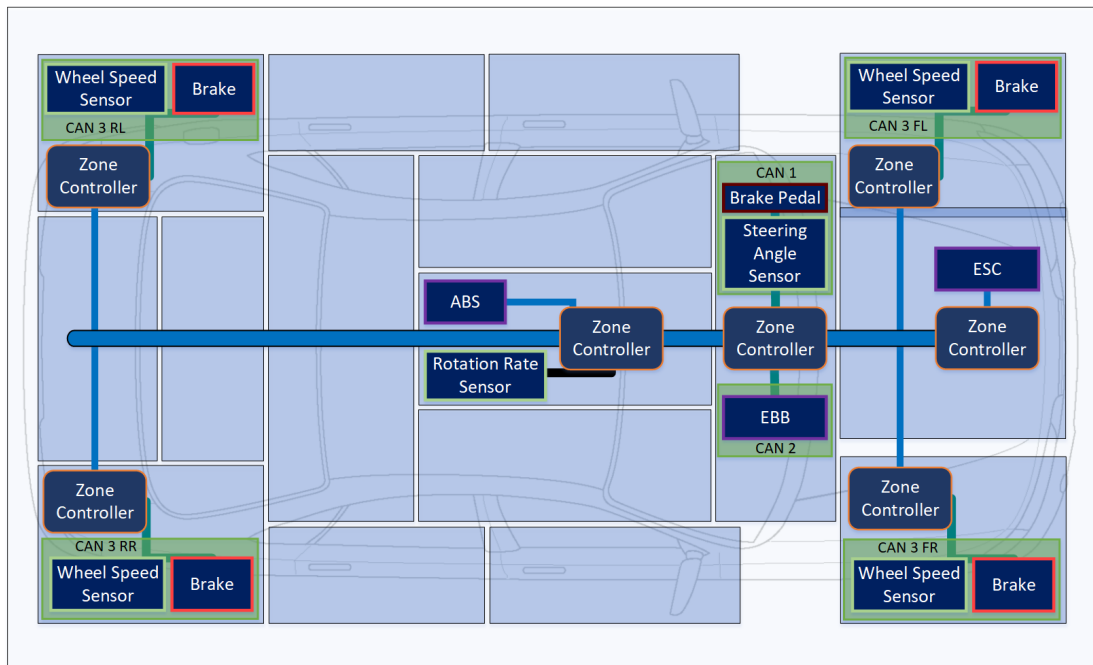 Wheel Speed
Sensor
Brake
CAN 3 RL
Zone
Controller
Wheel Speed
Sensor
Brake
CAN 3 FL
Zone
Controller
CAN 1
Brake Pedal
Steering
Angle
Sensor
ESC
ABS
Zone
Controller
Zone
Controller
Zone
Controller
Rotation Rate
Sensor
EBB
CAN 2
Zone
Controller
CAN 3 RR
Wheel Speed
Sensor
Brake
Zone
Controller
CAN 3 FR
Wheel Speed
Sensor
Brake